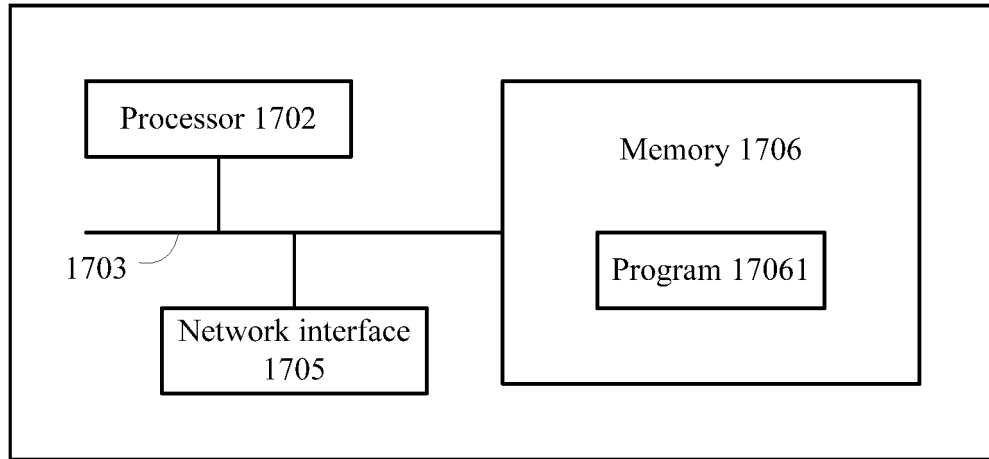 Processor 1702
Memory 1706
1703
Program 17061
Network interface
1705